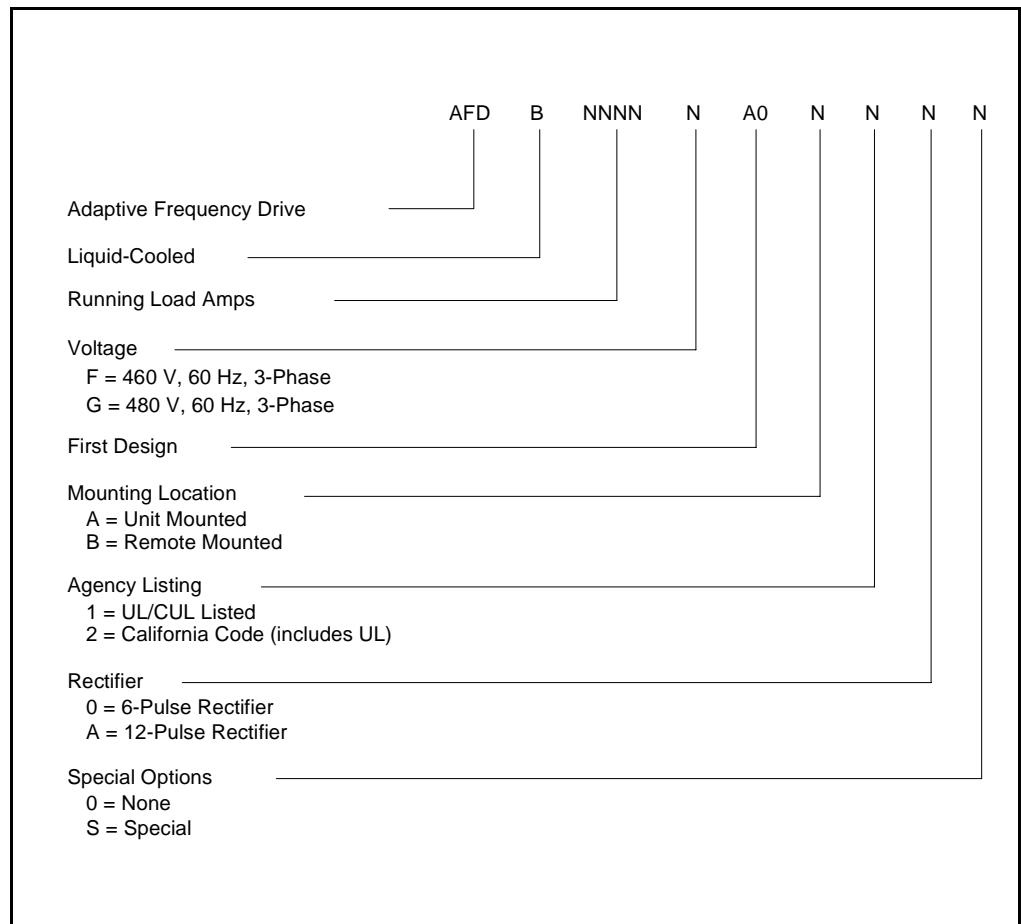 AFD B NNNN N A0 N N N N
Adaptive Frequency Drive
Liquid-Cooled
Running Load Amps
Voltage
F = 460 V, 60 Hz, 3-Phase
G = 480 V, 60 Hz, 3-Phase
First Design
Mounting Location
A = Unit Mounted
B = Remote Mounted
Agency Listing
1 = UL/CUL Listed
2 = California Code (includes UL)
Rectifier
0 = 6-Pulse Rectifier
A = 12-Pulse Rectifier
Special Options
0 = None
S = Special